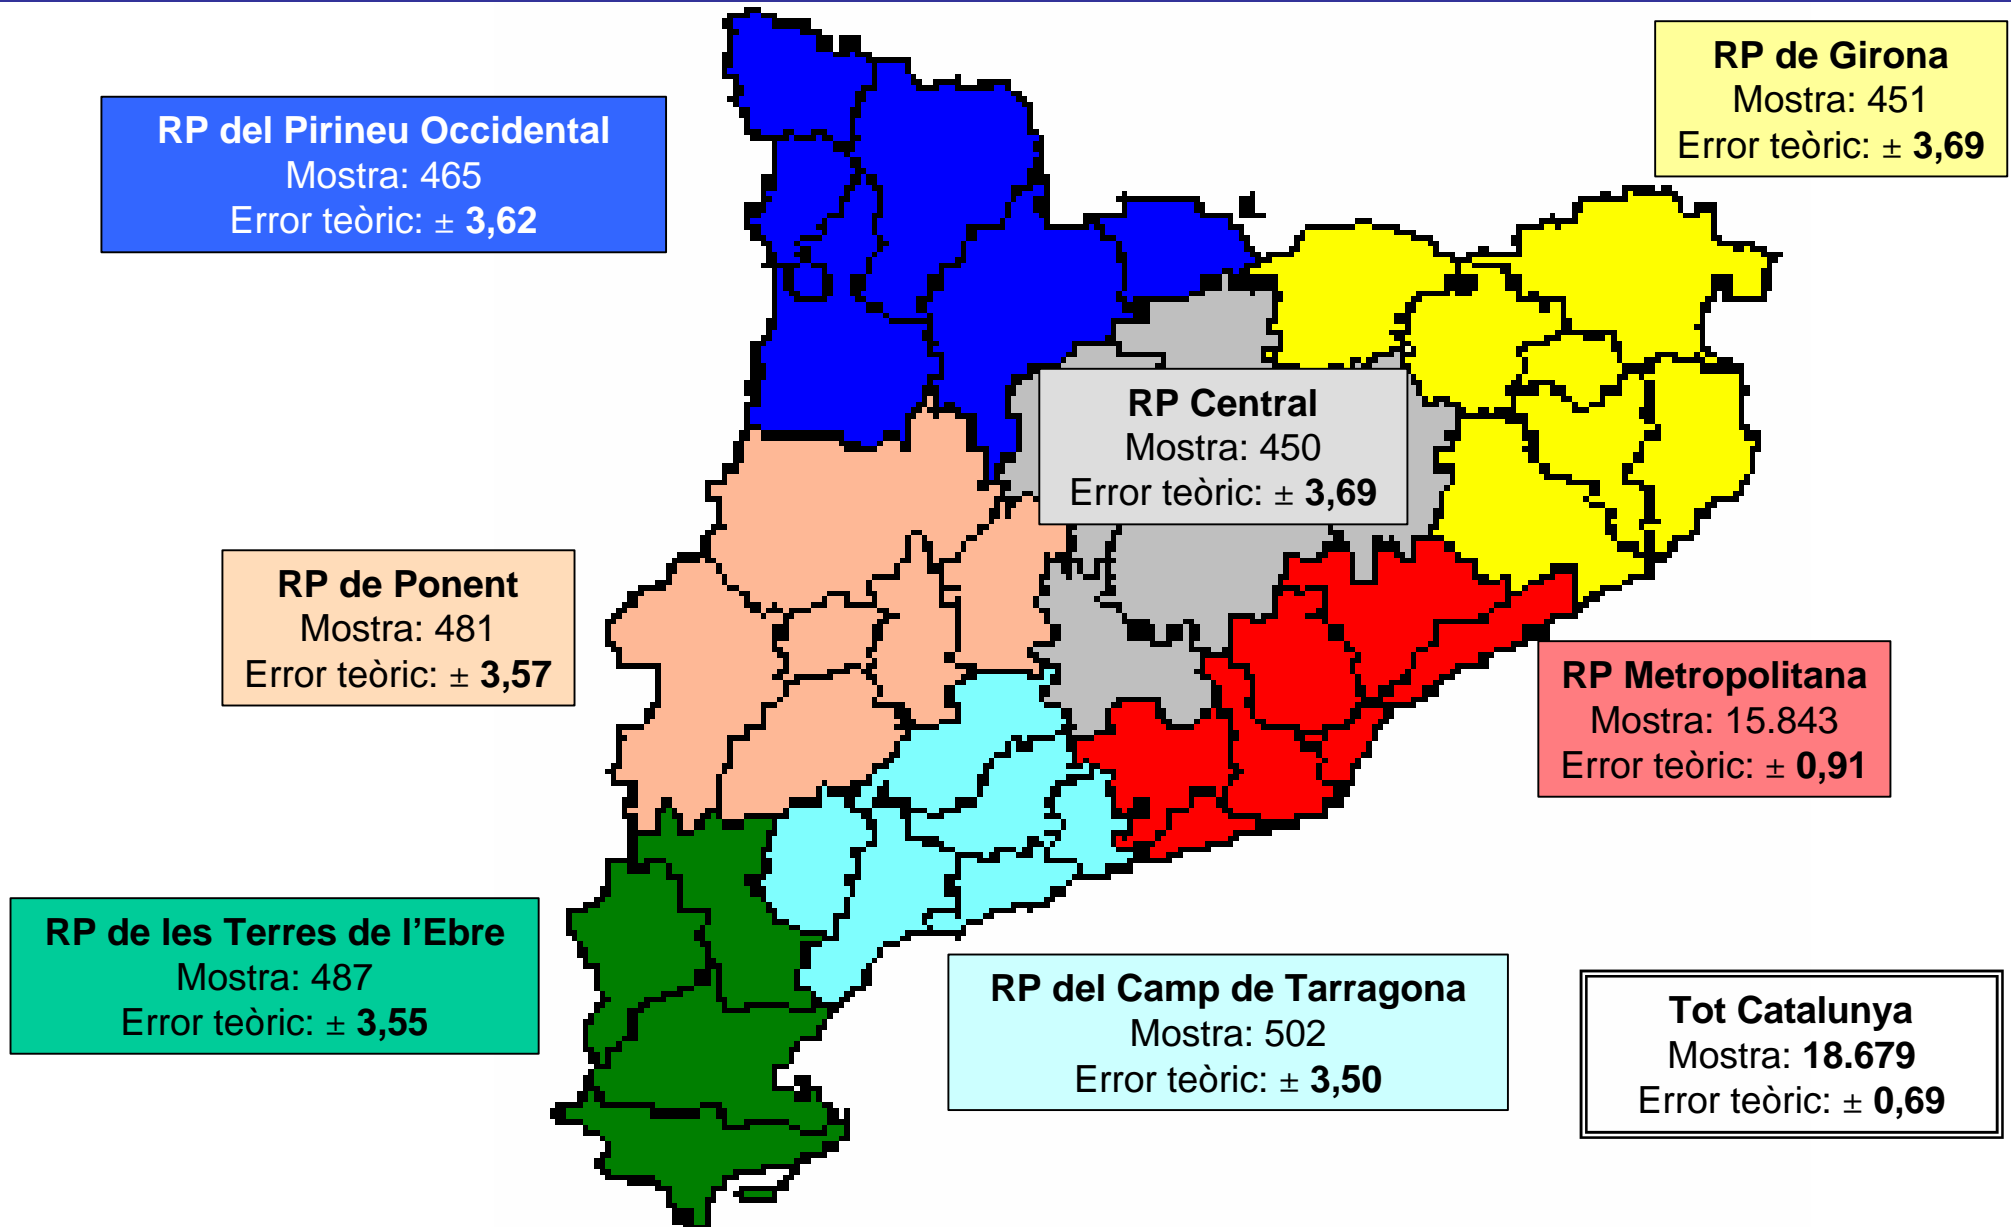 RP de Girona
Mostra: 451
Error teòric: ± 3,69
RP del Pirineu Occidental
Mostra: 465
Error teòric: ± 3,62
RP Central
Mostra: 450
Error teòric: ± 3,69
RP de Ponent
Mostra: 481
Error teòric: ± 3,57
RP Metropolitana
Mostra: 15.843
Error teòric: ± 0,91
RP de les Terres de l’Ebre
Mostra: 487
Error teòric: ± 3,55
RP del Camp de Tarragona
Mostra: 502
Error teòric: ± 3,50
Tot Catalunya
Mostra: 18.679
Error teòric: ± 0,69